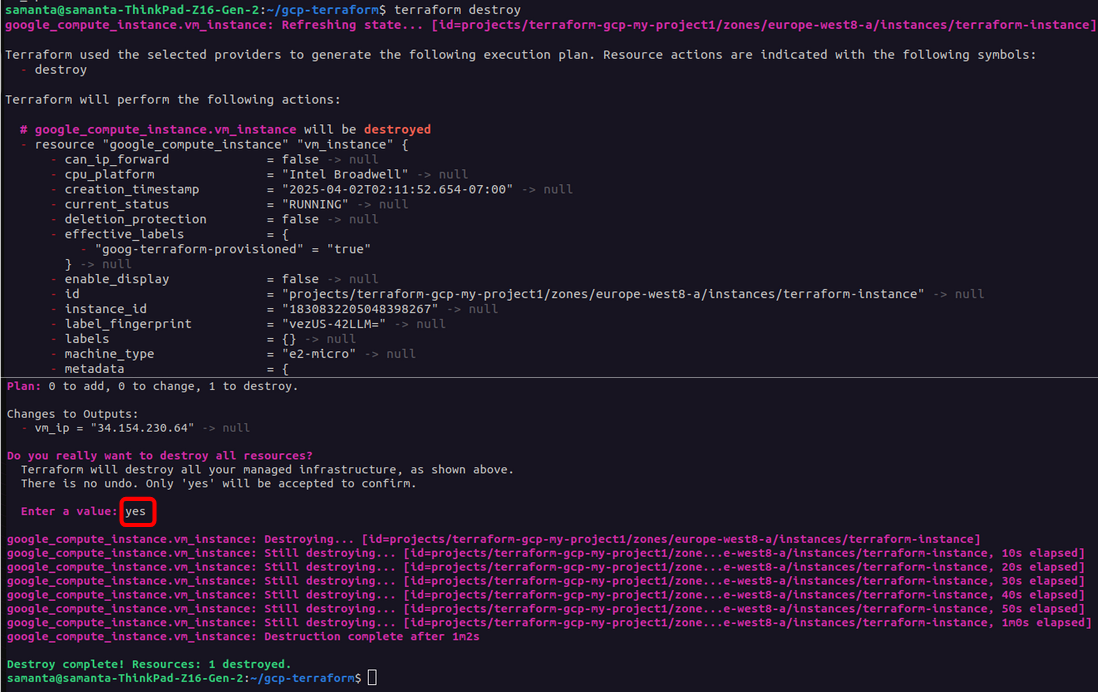 samanta@samanta-ThinkPad-Z16-Gen-2:~/gcp-terraform$ terraform destroy
google_compute_instance.vm_instance: Refreshing state... [id=projects/terraform-gcp-my-project1/zones/europe-west8-a/instances/terraform-instance]
Terraform used the selected providers to generate the following execution plan. Resource actions are indicated with the following symbols:
- destroy
Terraform will perform the following actions:
# google_compute_instance.vm_instance will be destroyed
- resource "google_compute_instance" "vm_instance" {
- can_ip_forward = false -> null
- cpu_platform = "Intel Broadwell" -> null
- creation_timestamp = "2025-04-02T02:11:52.654-07:00" -> null
- current_status = "RUNNING" -> null
- deletion_protection = false -> null
- effective_labels = {
- "goog-terraform-provisioned" = "true"
} -> null
- enable_display = false -> null
- id = "projects/terraform-gcp-my-project1/zones/europe-west8-a/instances/terraform-instance" -> null
- instance_id = "1830832205048398267" -> null
- label_fingerprint = "vezUS-42LLM=" -> null
- labels = {} -> null
- machine_type = "e2-micro" -> null
- metadata = {
Plan: 0 to add, 0 to change, 1 to destroy.
Changes to Outputs:
- vm_ip = "34.154.230.64" -> null
Do you really want to destroy all resources?
Terraform will destroy all your managed infrastructure, as shown above.
There is no undo. Only 'yes' will be accepted to confirm.
Enter a value: yes
google_compute_instance.vm_instance: Destroying... [id=projects/terraform-gcp-my-project1/zones/europe-west8-a/instances/terraform-instance]
google_compute_instance.vm_instance: Still destroying... [id=projects/terraform-gcp-my-project1/zone...e-west8-a/instances/terraform-instance, 10s elapsed]
google_compute_instance.vm_instance: Still destroying... [id=projects/terraform-gcp-my-project1/zone...e-west8-a/instances/terraform-instance, 20s elapsed]
google_compute_instance.vm_instance: Still destroying... [id=projects/terraform-gcp-my-project1/zone...e-west8-a/instances/terraform-instance, 30s elapsed]
google_compute_instance.vm_instance: Still destroying... [id=projects/terraform-gcp-my-project1/zone...e-west8-a/instances/terraform-instance, 40s elapsed]
google_compute_instance.vm_instance: Still destroying... [id=projects/terraform-gcp-my-project1/zone...e-west8-a/instances/terraform-instance, 50s elapsed]
google_compute_instance.vm_instance: Still destroying... [id=projects/terraform-gcp-my-project1/zone...e-west8-a/instances/terraform-instance, 1m0s elapsed]
google_compute_instance.vm_instance: Destruction complete after 1m2s
Destroy complete! Resources: 1 destroyed.
samanta@samanta-ThinkPad-Z16-Gen-2:~/gcp-terraform$